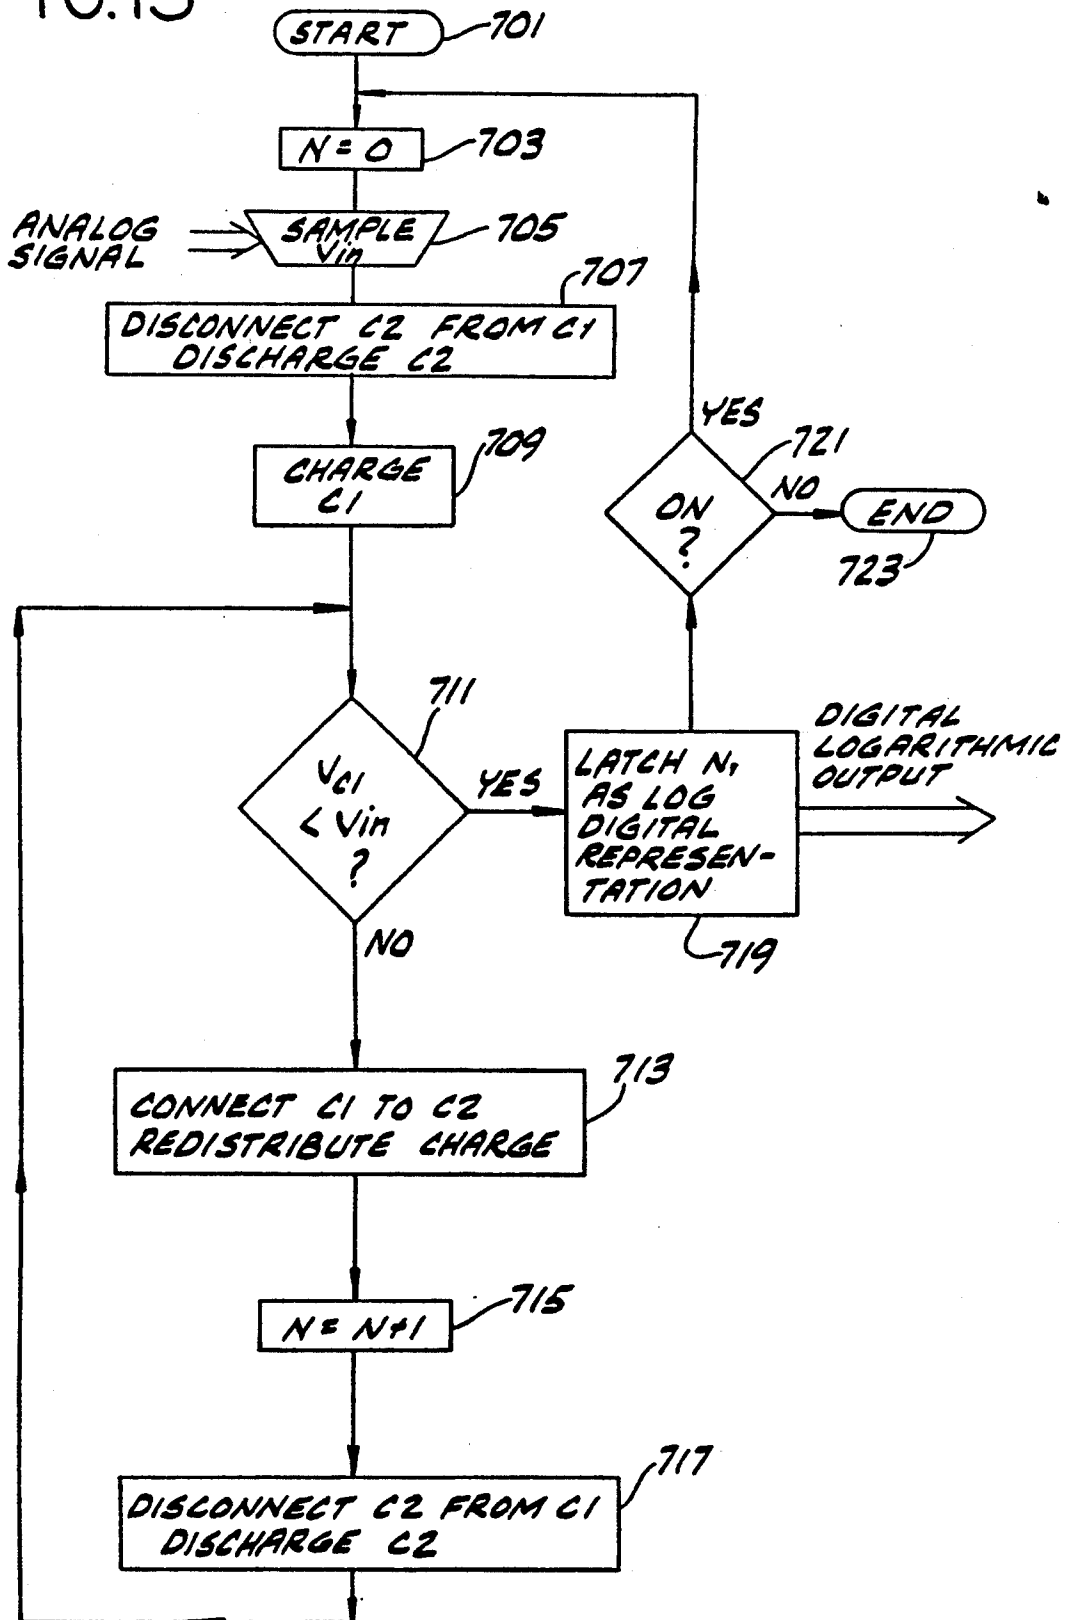 START
701
N = 0
703
ANALOG
SIGNAL
SAMPLE
Vin
705
707
DISCONNECT C2 FROM C1
DISCHARGE C2
CHARGE
C1
709
YES
721
ON
?
NO
END
723
711
VC1
< Vin
?
YES
LATCH N,
AS LOG
DIGITAL
REPRESEN-
TATION
719
DIGITAL
LOGARITHMIC
OUTPUT
NO
713
CONNECT C1 TO C2
REDISTRIBUTE CHARGE
N = N+1
715
717
DISCONNECT C2 FROM C1
DISCHARGE C2